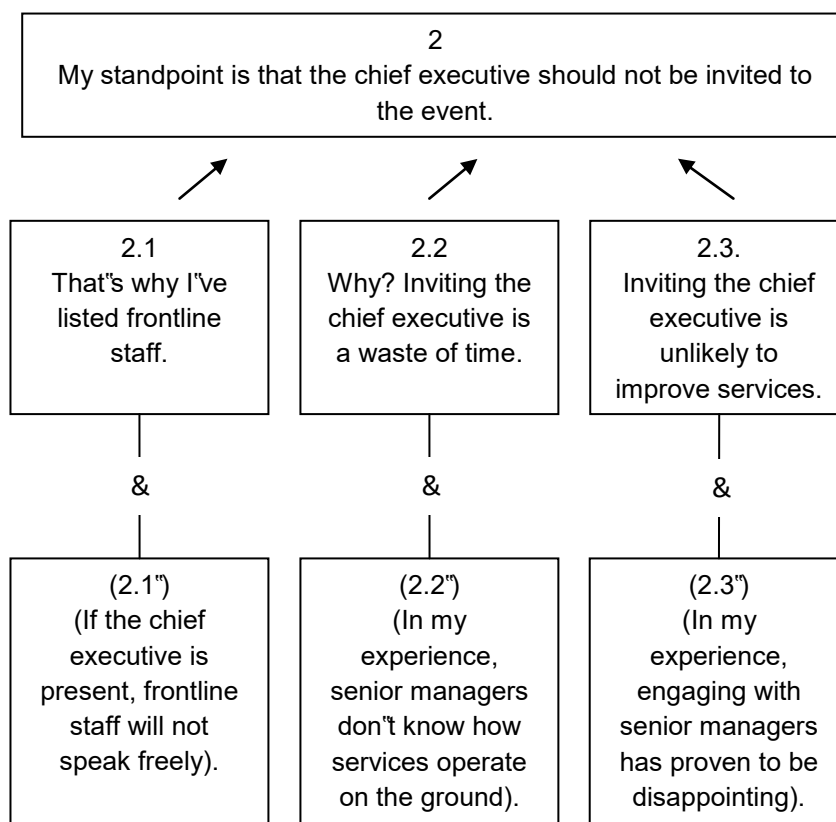 2
My standpoint is that the chief executive should not be invited to
the event.
2.1
That‟s why I‟ve
listed frontline
staff.
2.2
Why? Inviting the
chief executive is
a waste of time.
2.3.
Inviting the chief
executive is
unlikely to
improve services.
&
&
&
(2.1‟)
(If the chief
executive is
present, frontline
staff will not
speak freely).
(2.2‟)
(In my
experience,
senior managers
don‟t know how
services operate
on the ground).
(2.3‟)
(In my
experience,
engaging with
senior managers
has proven to be
disappointing).